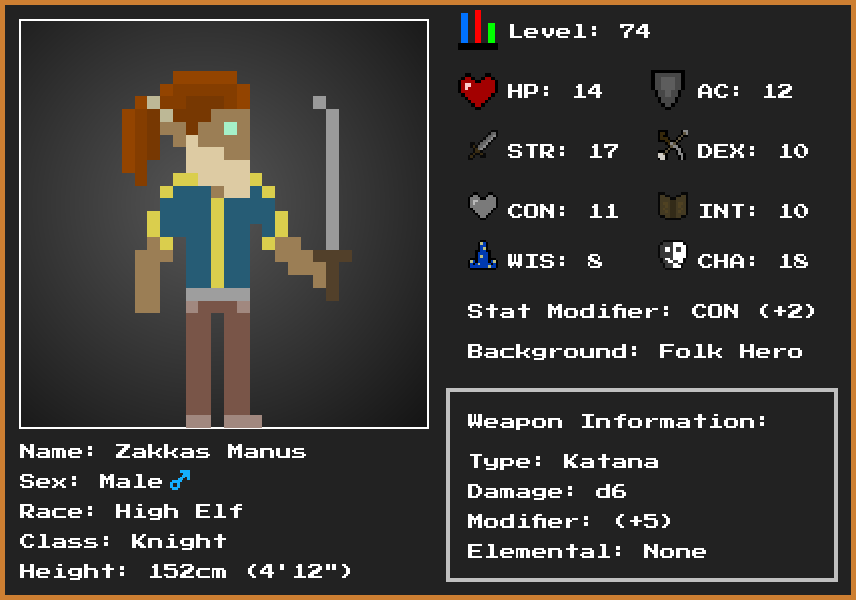 Level: 74
HP: 14 AC: 12
STR: 17 DEX: 10
CON: 11 INT: 10
WIS: 8 CHA: 18
Stat Modifier: CON (+2)
Background: Folk Hero
Weapon Information:
Type: Katana
Damage: d6
Modifier: (+5)
Elemental: None
Name: Zakkas Manus
Sex: Male♂
Race: High Elf
Class: Knight
Height: 152cm (4'12")